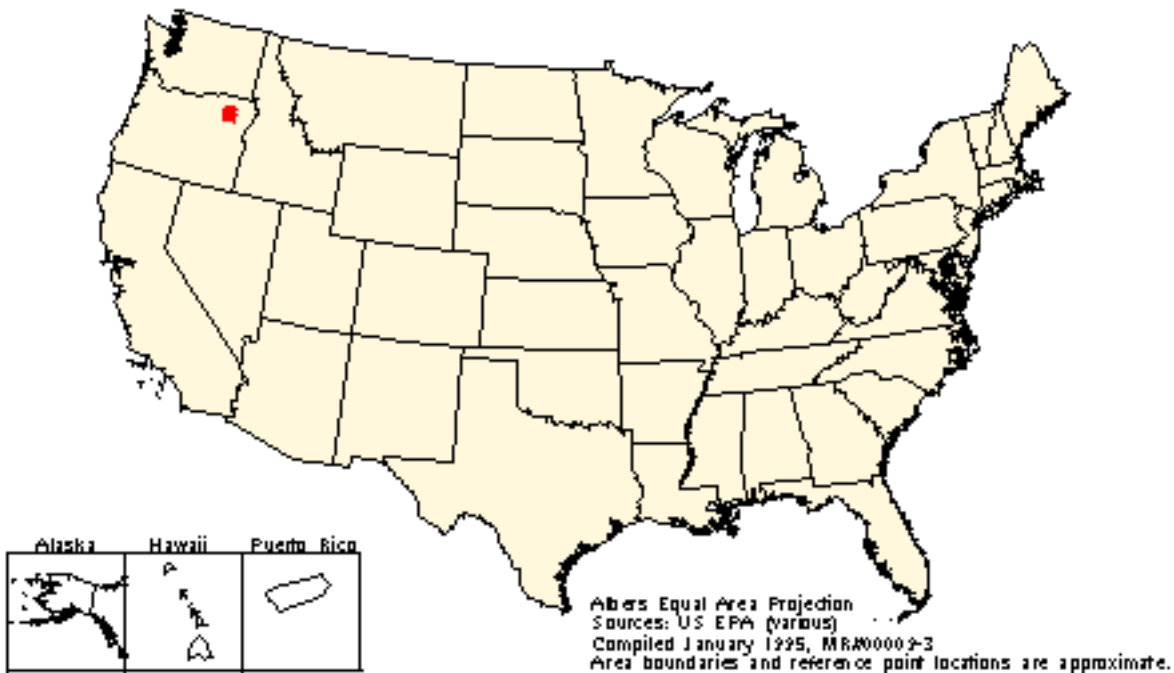 Alaska
Hawaii
Puerto Rico
Albers Equal Area Projection
Sources: US EPA (various)
Compiled January 1995, MR#00009-3
Area boundaries and reference point locations are approximate.